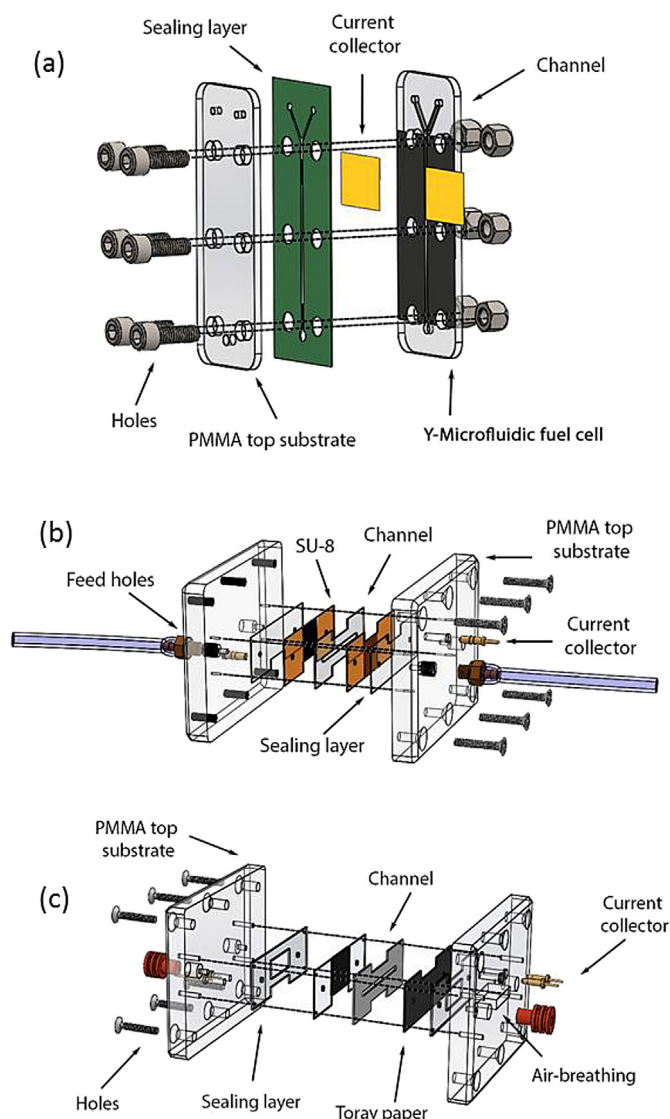 (a)
Sealing layer
Current
collector
Channel
Holes
PMMA top substrate
Y-Microfluidic fuel cell
(b)
SU-8
Channel
PMMA top
substrate
Feed holes
Current
collector
Sealing layer
(c)
PMMA top
substrate
Channel
Current
collector
Holes
Sealing layer
Toray paper
Air-breathing